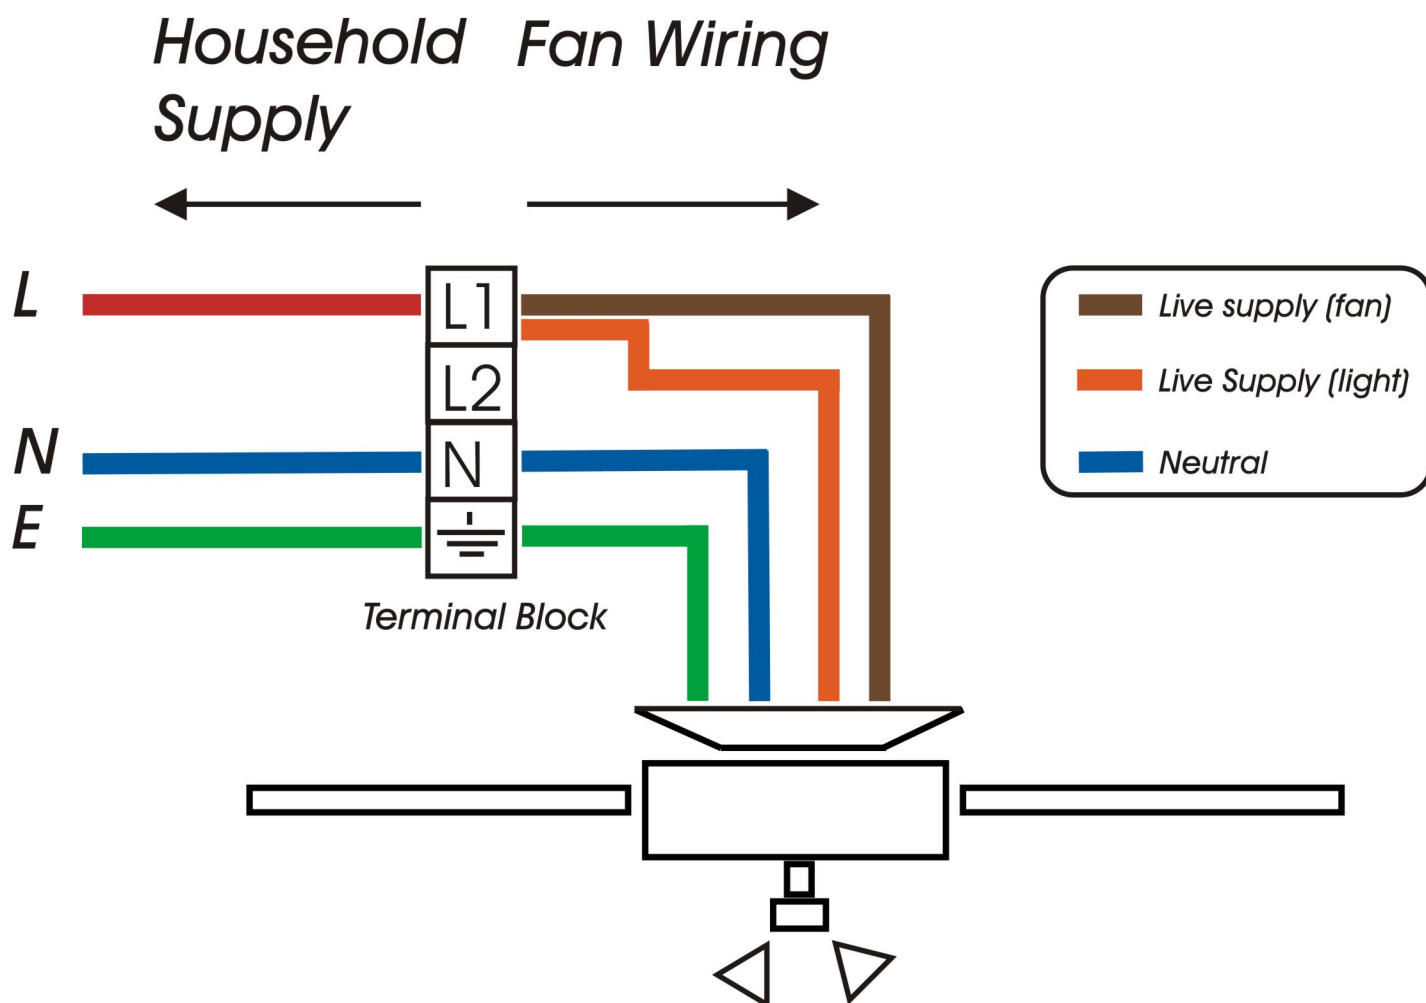 Household
Supply
Fan Wiring
L
N
E
L1
L2
N
Terminal Block
Live supply (fan)
Live Supply (light)
Neutral